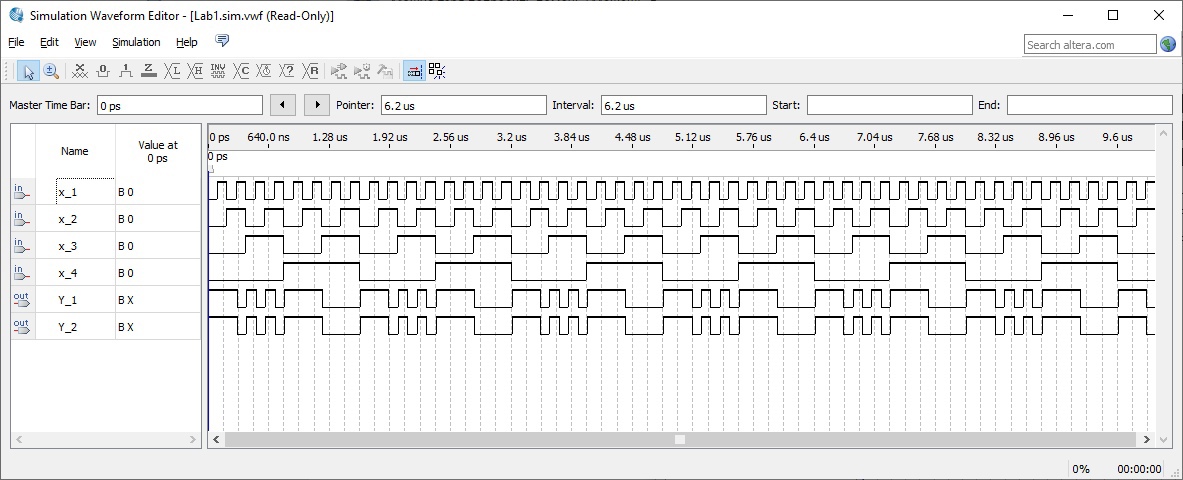 Simulation Waveform Editor - [Lab1.sim.vwf (Read-Only)]
File Edit View Simulation Help
Search altera.com
Master Time Bar: 0 ps Pointer: 6.2 us Interval: 6.2 us Start: End:
Name Value at 0 ps
0 ps 640.0 ns 1.28 us 1.92 us 2.56 us 3.2 us 3.84 us 4.48 us 5.12 us 5.76 us 6.4 us 7.04 us 7.68 us 8.32 us 8.96 us 9.6 us
0 ps
in x_1 B 0
in x_2 B 0
in x_3 B 0
in x_4 B 0
out Y_1 B X
out Y_2 B X
0% 00:00:00